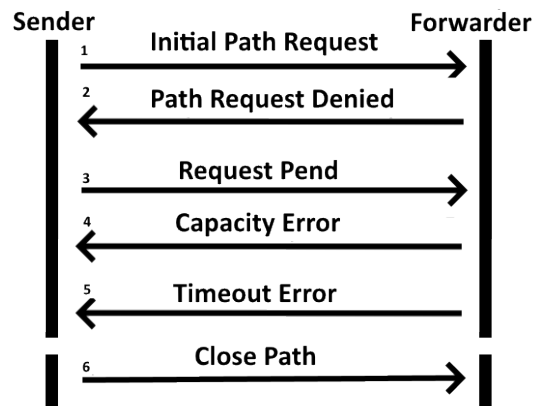 Sender Forwarder
1 Initial Path Request
2 Path Request Denied
3 Request Pend
4 Capacity Error
5 Timeout Error
6 Close Path